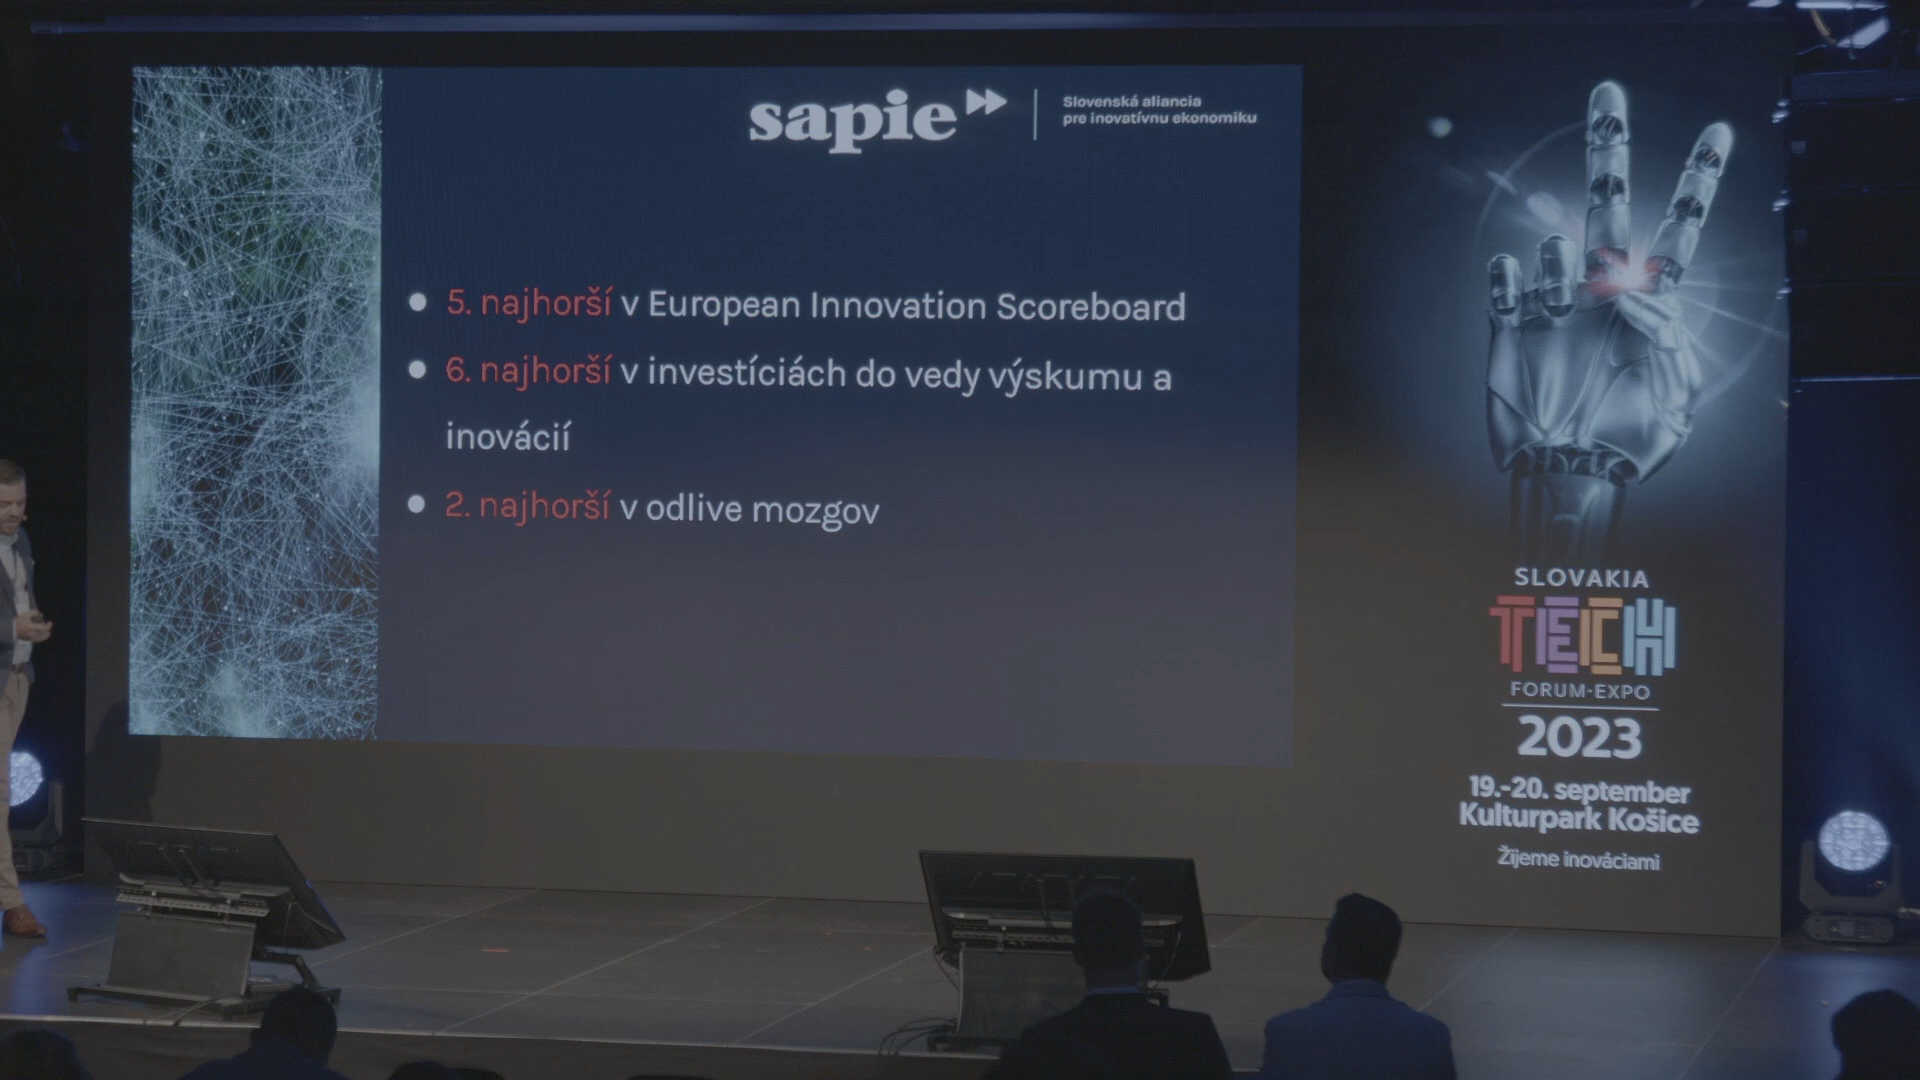 sapie
Slovenská aliancia
pre inovatívnu ekonomiku
5. najhorší v European Innovation Scoreboard
6. najhorší v investíciách do vedy výskumu a
inovácií
2. najhorší v odlive mozgov
SLOVAKIA
TECH
FORUM·EXPO
2023
19.-20. september
Kulturpark Košice
Žijeme inováciami